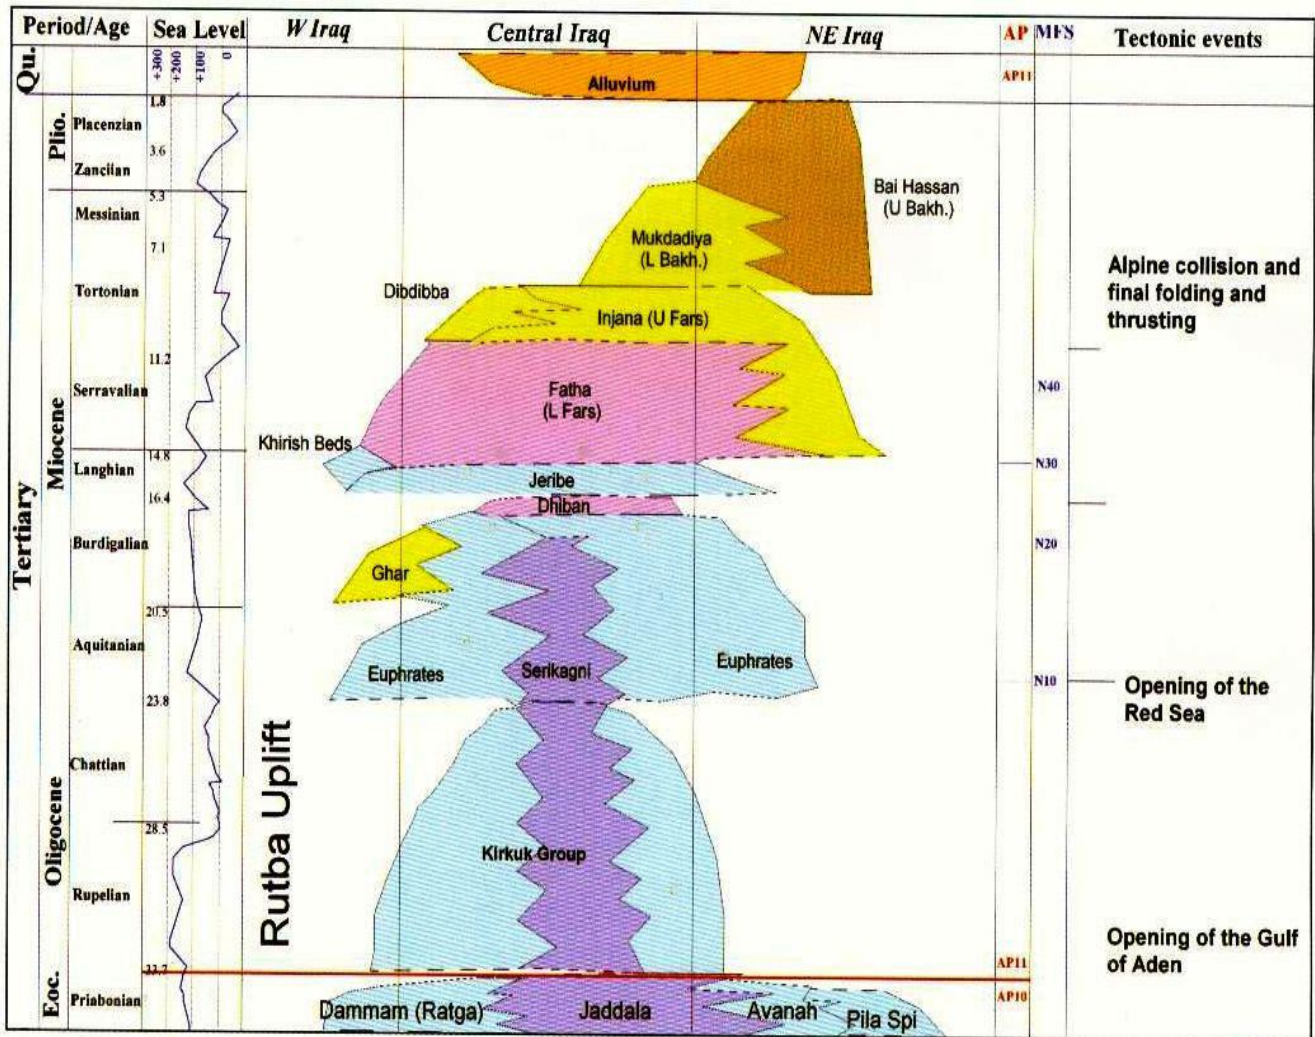 Period/Age Sea Level W Iraq Central Iraq NE Iraq AP MFS Tectonic events
+300 +200 +100 0
Qu.
Alluvium
AP11
1.8
Plio.
Placenzian
3.6
Zanclian
5.3
Bai Hassan
(U Bakh.)
Messinian
7.1
Mukdadiya
(L Bakh.)
Tortonian
Dibdibba
Injana (U Fars)
Alpine collision and
final folding and
thrusting
11.2
Serravalian
Fatha
(L Fars)
N40
Tertiary
Miocene
Khirish Beds
14.8
Langhian
Jeribe
N30
16.4
Dhiban
Burdigalian
Ghar
N20
20.5
Aquitanian
Euphrates
Serikagni
Euphrates
N10
Opening of the
Red Sea
23.8
Rutba Uplift
Chattian
Oligocene
28.5
Kirkuk Group
Rupelian
Opening of the Gulf
of Aden
33.7
AP11
AP10
Eoc.
Priabonian
Dammam (Ratga)
Jaddala
Avanah
Pila Spi